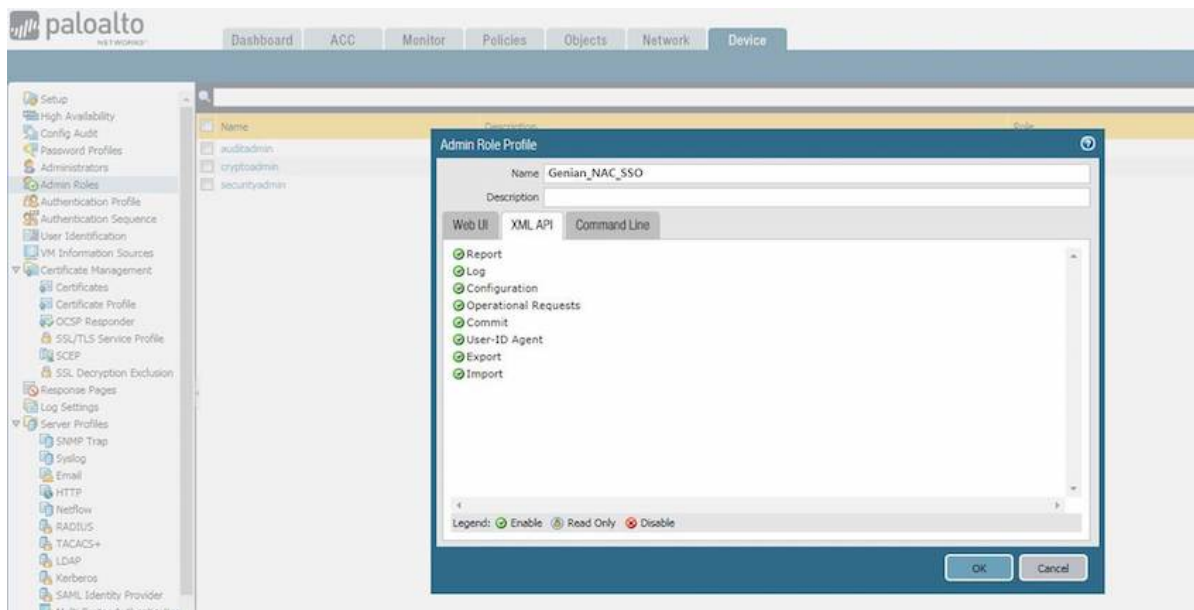 paloalto
NETWORKS
Dashboard ACC Monitor Policies Objects Network Device
Setup
High Availability
Config Audit
Password Profiles
Administrators
Admin Roles
Authentication Profile
Authentication Sequence
User Identification
VM Information Sources
Certificate Management
Certificates
Certificate Profile
OCSP Responder
SSL/TLS Service Profile
SCEP
SSL Decryption Exclusion
Response Pages
Log Settings
Server Profiles
SNMP Trap
Syslog
Email
HTTP
Netflow
RADIUS
TACACS+
LDAP
Kerberos
SAML Identity Provider
Name Description Role
auditadmin
cryptoadmin
securityadmin
Admin Role Profile
Name Genian_NAC_SSO
Description
Web UI XML API Command Line
Report
Log
Configuration
Operational Requests
Commit
User-ID Agent
Export
Import
Legend: Enable Read Only Disable
OK Cancel